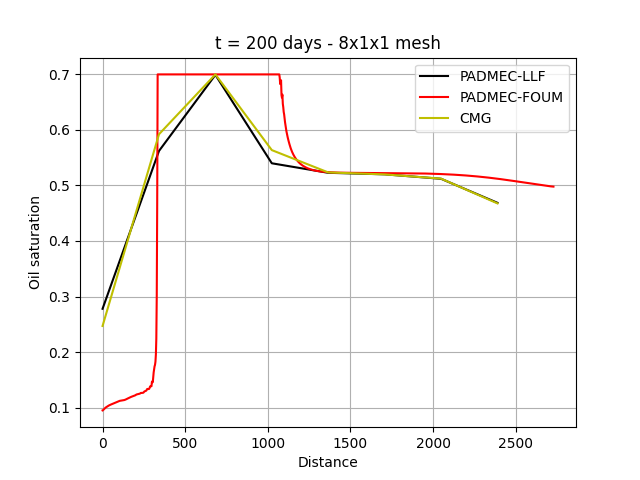 t = 200 days - 8x1x1 mesh
PADMEC-LLF
PADMEC-FOUM
CMG
Oil saturation
0.7
0.6
0.5
0.4
0.3
0.2
0.1
0
500
1000
1500
2000
2500
Distance